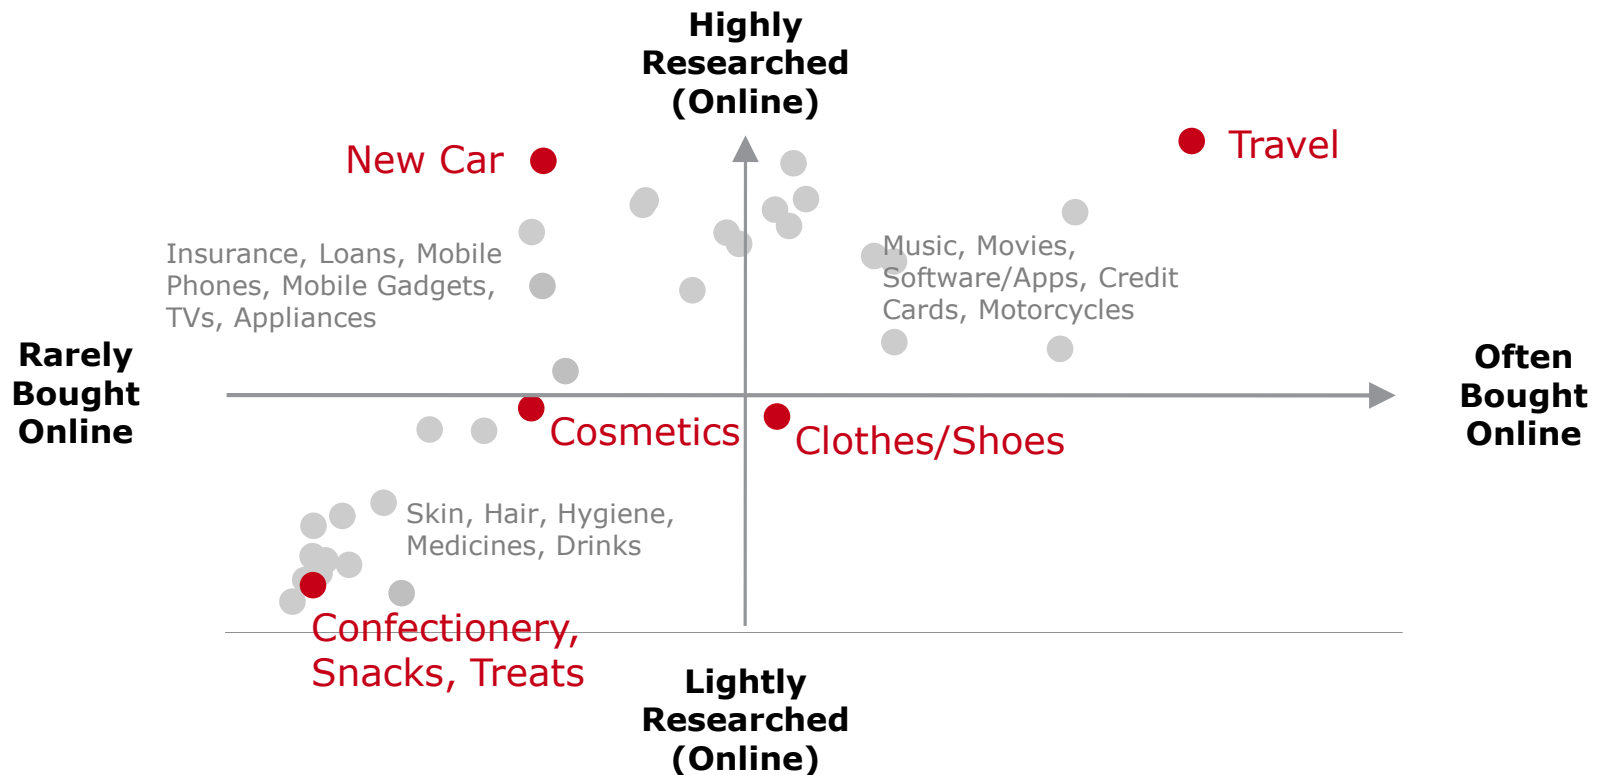 Highly
Researched
(Online)
New Car
Travel
Insurance, Loans, Mobile
Phones, Mobile Gadgets,
TVs, Appliances
Music, Movies,
Software/Apps, Credit
Cards, Motorcycles
Rarely
Bought
Online
Often
Bought
Online
Cosmetics
Clothes/Shoes
Skin, Hair, Hygiene,
Medicines, Drinks
Confectionery,
Snacks, Treats
Lightly
Researched
(Online)